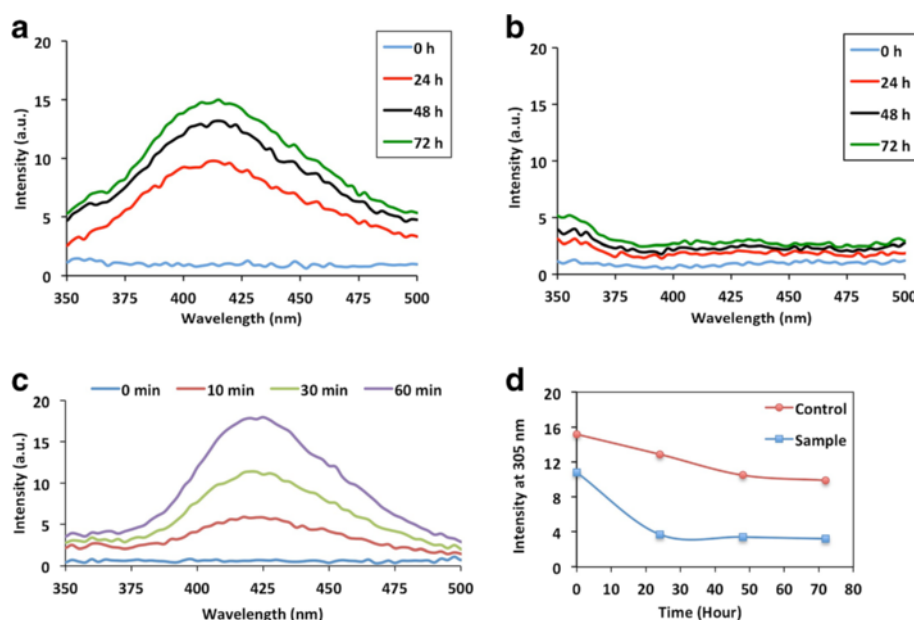 a
20
15
10
5
0
Intensity (a.u.)
0 h
24 h
48 h
72 h
350 375 400 425 450 475 500
Wavelength (nm)
b
20
15
10
5
0
Intensity (a.u.)
0 h
24 h
48 h
72 h
350 375 400 425 450 475 500
Wavelength (nm)
c
0 min 10 min 30 min 60 min
20
15
10
5
0
Intensity (a.u.)
350 375 400 425 450 475 500
Wavelength (nm)
d
20
16
12
8
4
0
Intensity at 305 nm
Control
Sample
0 10 20 30 40 50 60 70 80
Time (Hour)